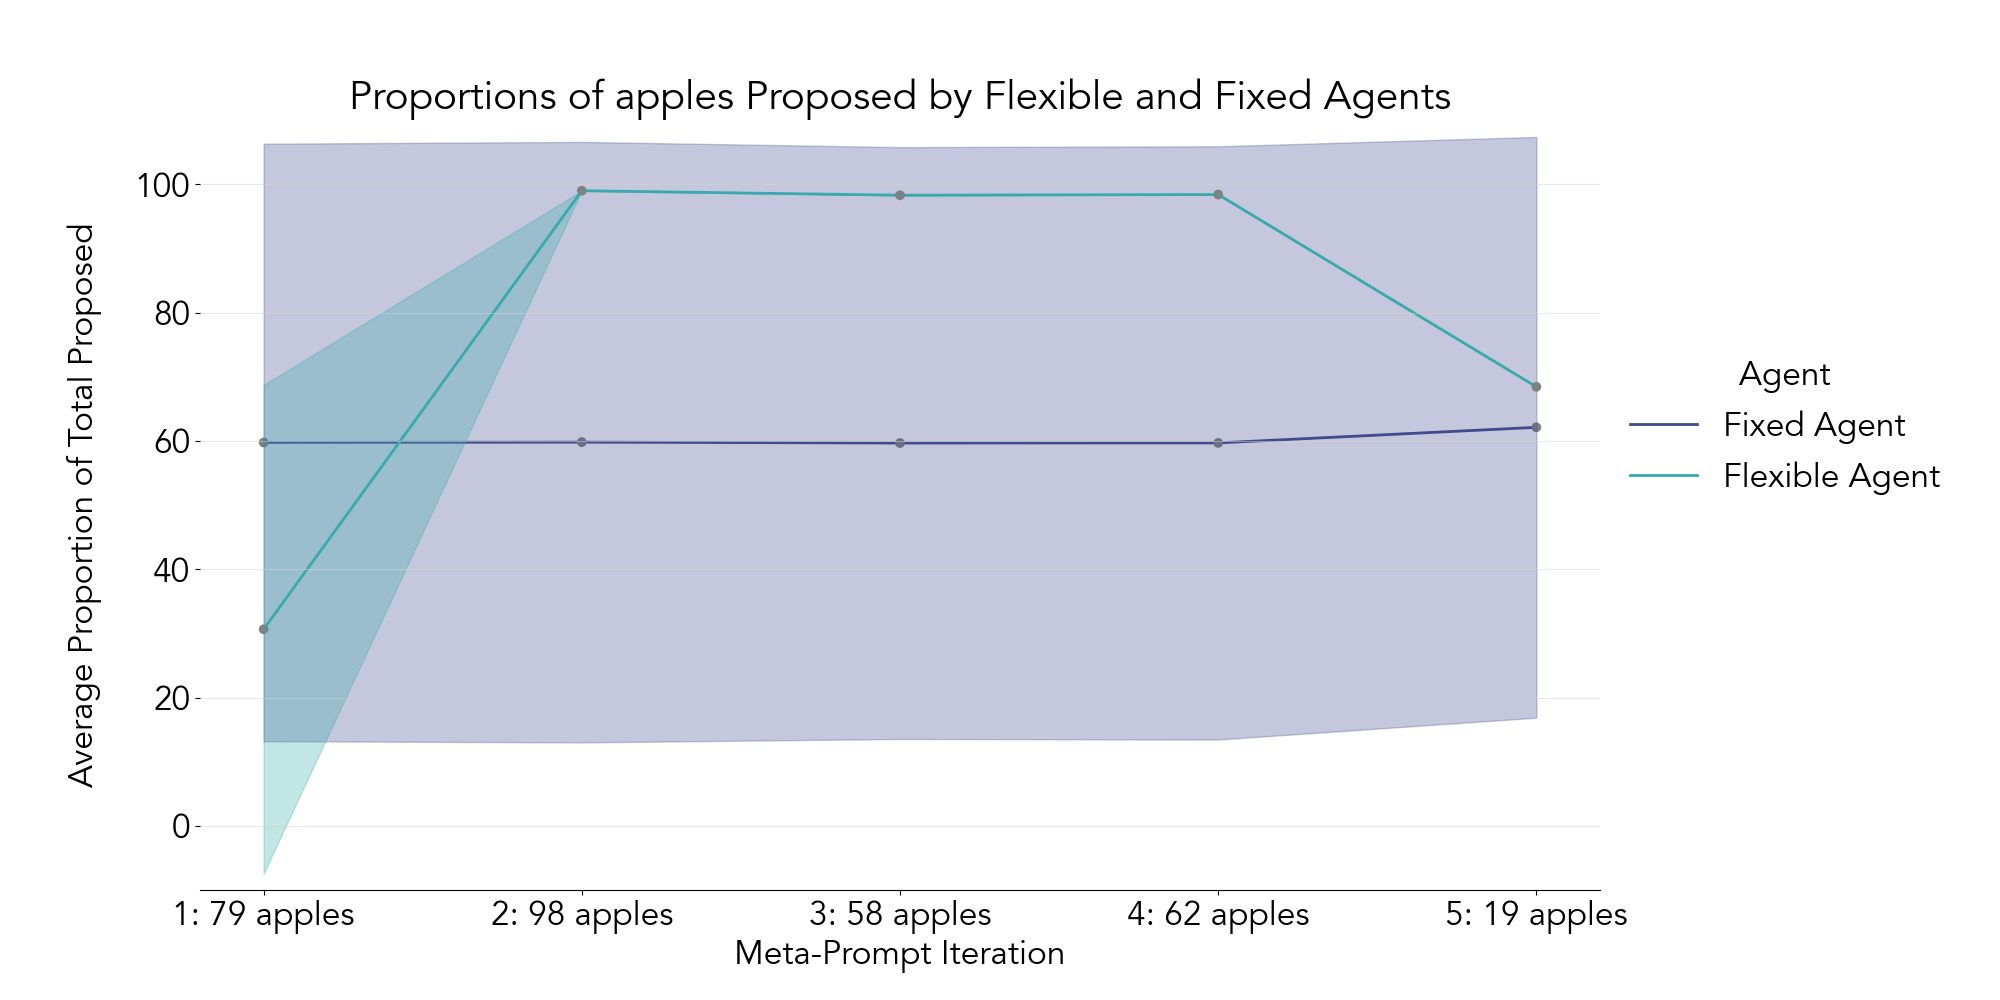 Proportions of apples Proposed by Flexible and Fixed Agents
Average Proportion of Total Proposed
100
80
60
40
20
0
1: 79 apples
2: 98 apples
3: 58 apples
4: 62 apples
5: 19 apples
Meta-Prompt Iteration
Agent
Fixed Agent
Flexible Agent